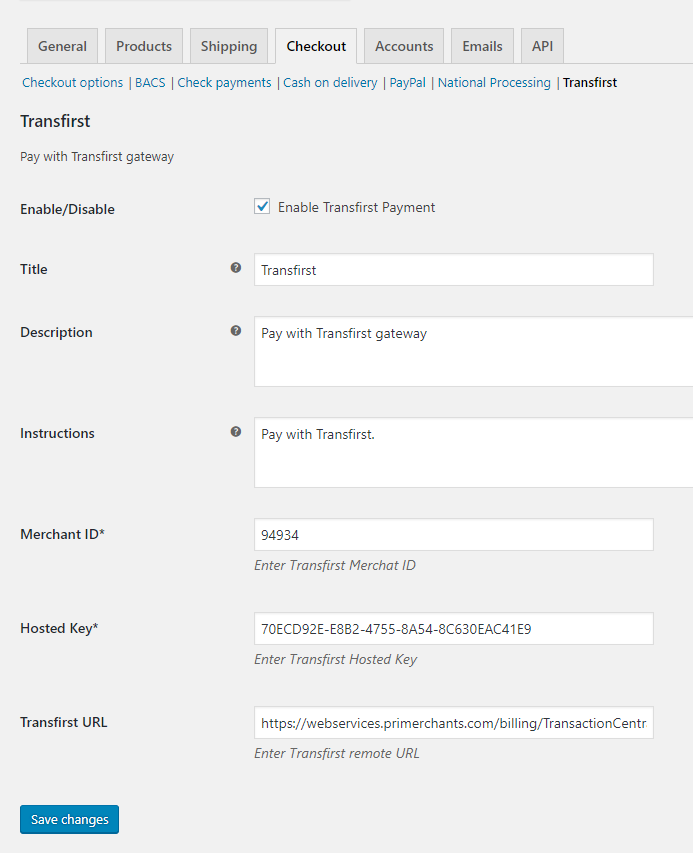 General Products Shipping Checkout Accounts Emails API
Checkout options | BACS | Check payments | Cash on delivery | PayPal | National Processing | Transfirst
Transfirst
Pay with Transfirst gateway
Enable/Disable Enable Transfirst Payment
Title ? Transfirst
Description ? Pay with Transfirst gateway
Instructions ? Pay with Transfirst.
Merchant ID* 94934
Enter Transfirst Merchat ID
Hosted Key* 70ECD92E-E8B2-4755-8A54-8C630EAC41E9
Enter Transfirst Hosted Key
Transfirst URL https://webservices.primerchants.com/billing/TransactionCentr
Enter Transfirst remote URL
Save changes